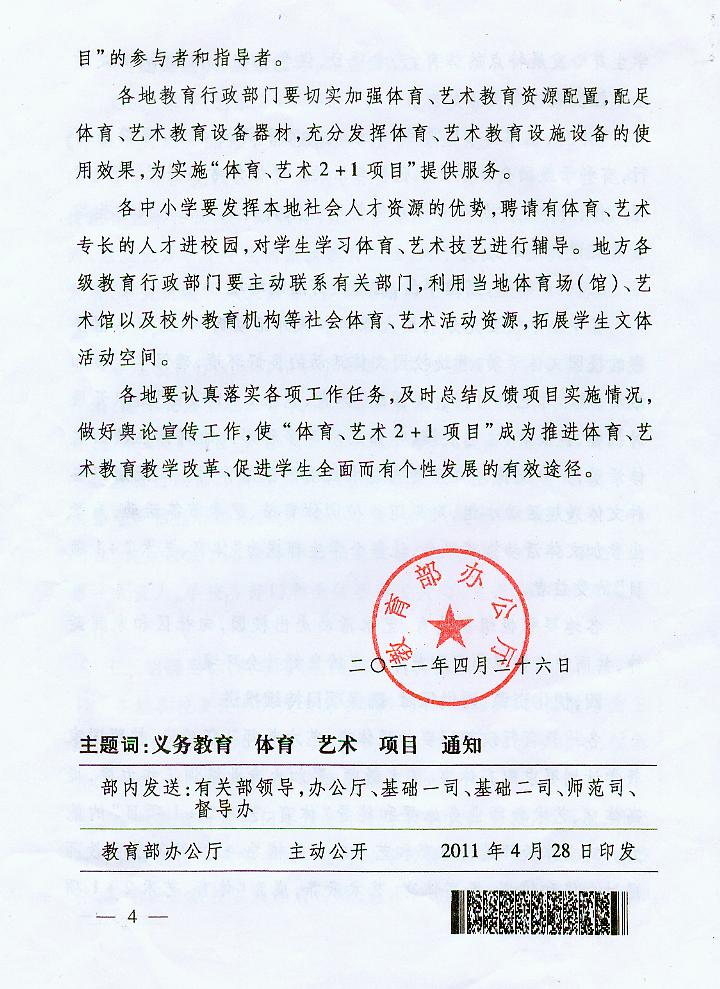 目”的参与者和指导者。
各地教育行政部门要切实加强体育、艺术教育资源配置,配足
体育、艺术教育设备器材,充分发挥体育、艺术教育设施设备的使
用效果,为实施“体育、艺术2+1项目”提供服务。
各中小学要发挥本地社会人才资源的优势,聘请有体育、艺术
专长的人才进校园,对学生学习体育、艺术技艺进行辅导。地方各
级教育行政部门要主动联系有关部门,利用当地体育场(馆)、艺
术馆以及校外教育机构等社会体育、艺术活动资源,拓展学生文体
活动空间。
各地要认真落实各项工作任务,及时总结反馈项目实施情况,
做好舆论宣传工作,使“体育、艺术2+1项目”成为推进体育、艺
术教育教学改革、促进学生全面而有个性发展的有效途径。
教育部办公厅
二〇一一年四月二十六日
主题词:义务教育 体育 艺术 项目 通知
部内发送:有关部领导,办公厅、基础一司、基础二司、师范司、
督导办
教育部办公厅 主动公开 2011年4月28日印发
— 4 —